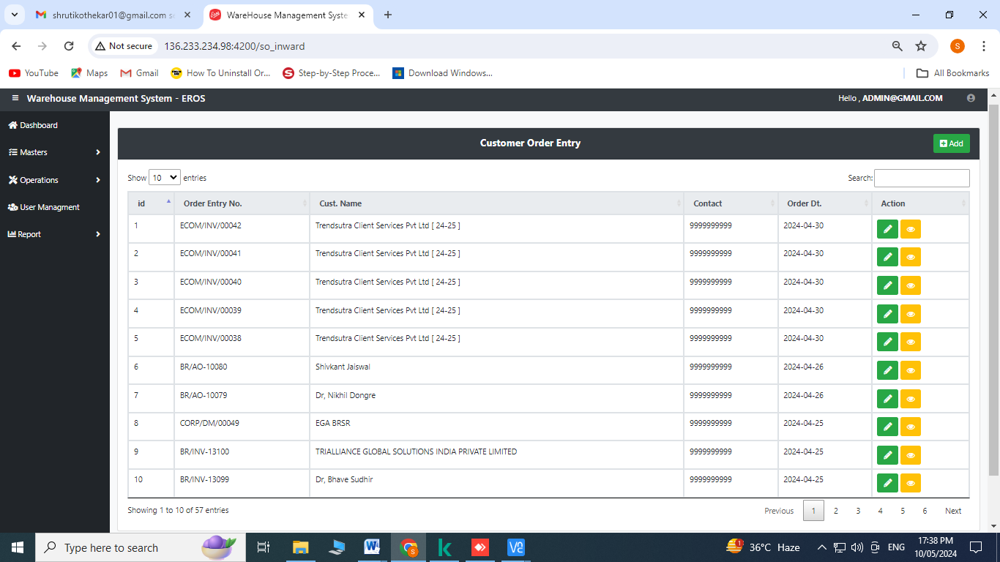 shrutikothekar01@gmail.com s
WareHouse Management Syste
Not secure
136.233.234.98:4200/so_inward
S
YouTube
Maps
Gmail
How To Uninstall Or...
Step-by-Step Proce...
Download Windows...
All Bookmarks
Warehouse Management System - EROS
Hello , ADMIN@GMAIL.COM
Dashboard
Masters
Operations
User Managment
Report
Customer Order Entry
Add
Show 10 entries
Search:
id Order Entry No. Cust. Name Contact Order Dt. Action
1 ECOM/INV/00042 Trendsutra Client Services Pvt Ltd [ 24-25 ] 9999999999 2024-04-30
2 ECOM/INV/00041 Trendsutra Client Services Pvt Ltd [ 24-25 ] 9999999999 2024-04-30
3 ECOM/INV/00040 Trendsutra Client Services Pvt Ltd [ 24-25 ] 9999999999 2024-04-30
4 ECOM/INV/00039 Trendsutra Client Services Pvt Ltd [ 24-25 ] 9999999999 2024-04-30
5 ECOM/INV/00038 Trendsutra Client Services Pvt Ltd [ 24-25 ] 9999999999 2024-04-30
6 BR/AO-10080 Shivkant Jaiswal 9999999999 2024-04-26
7 BR/AO-10079 Dr, Nikhil Dongre 9999999999 2024-04-26
8 CORP/DM/00049 EGA BRSR 9999999999 2024-04-25
9 BR/INV-13100 TRIALLIANCE GLOBAL SOLUTIONS INDIA PRIVATE LIMITED 9999999999 2024-04-25
10 BR/INV-13099 Dr, Bhave Sudhir 9999999999 2024-04-25
Showing 1 to 10 of 57 entries
Previous 1 2 3 4 5 6 Next
Type here to search
36°C Haze
ENG
17:38 PM
10/05/2024